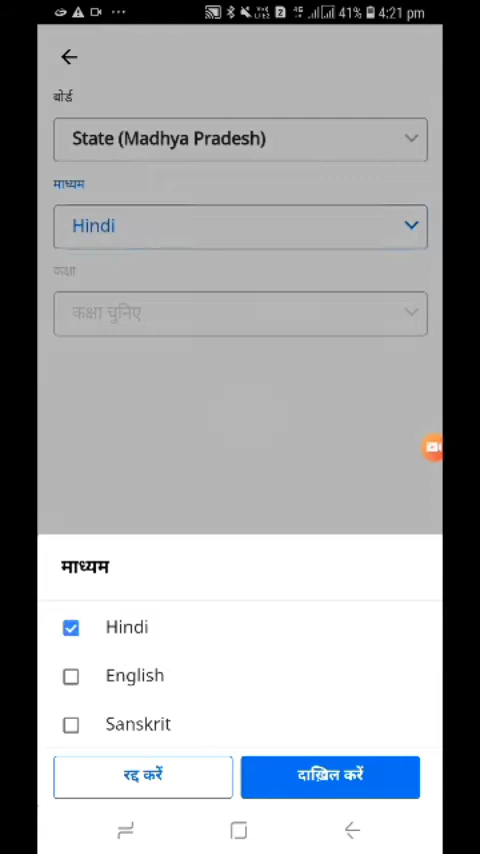 41% 4:21 pm
बोर्ड
State (Madhya Pradesh)
माध्यम
Hindi
कक्षा
कक्षा चुनिए
माध्यम
Hindi
English
Sanskrit
रद्द करें
दाख़िल करें